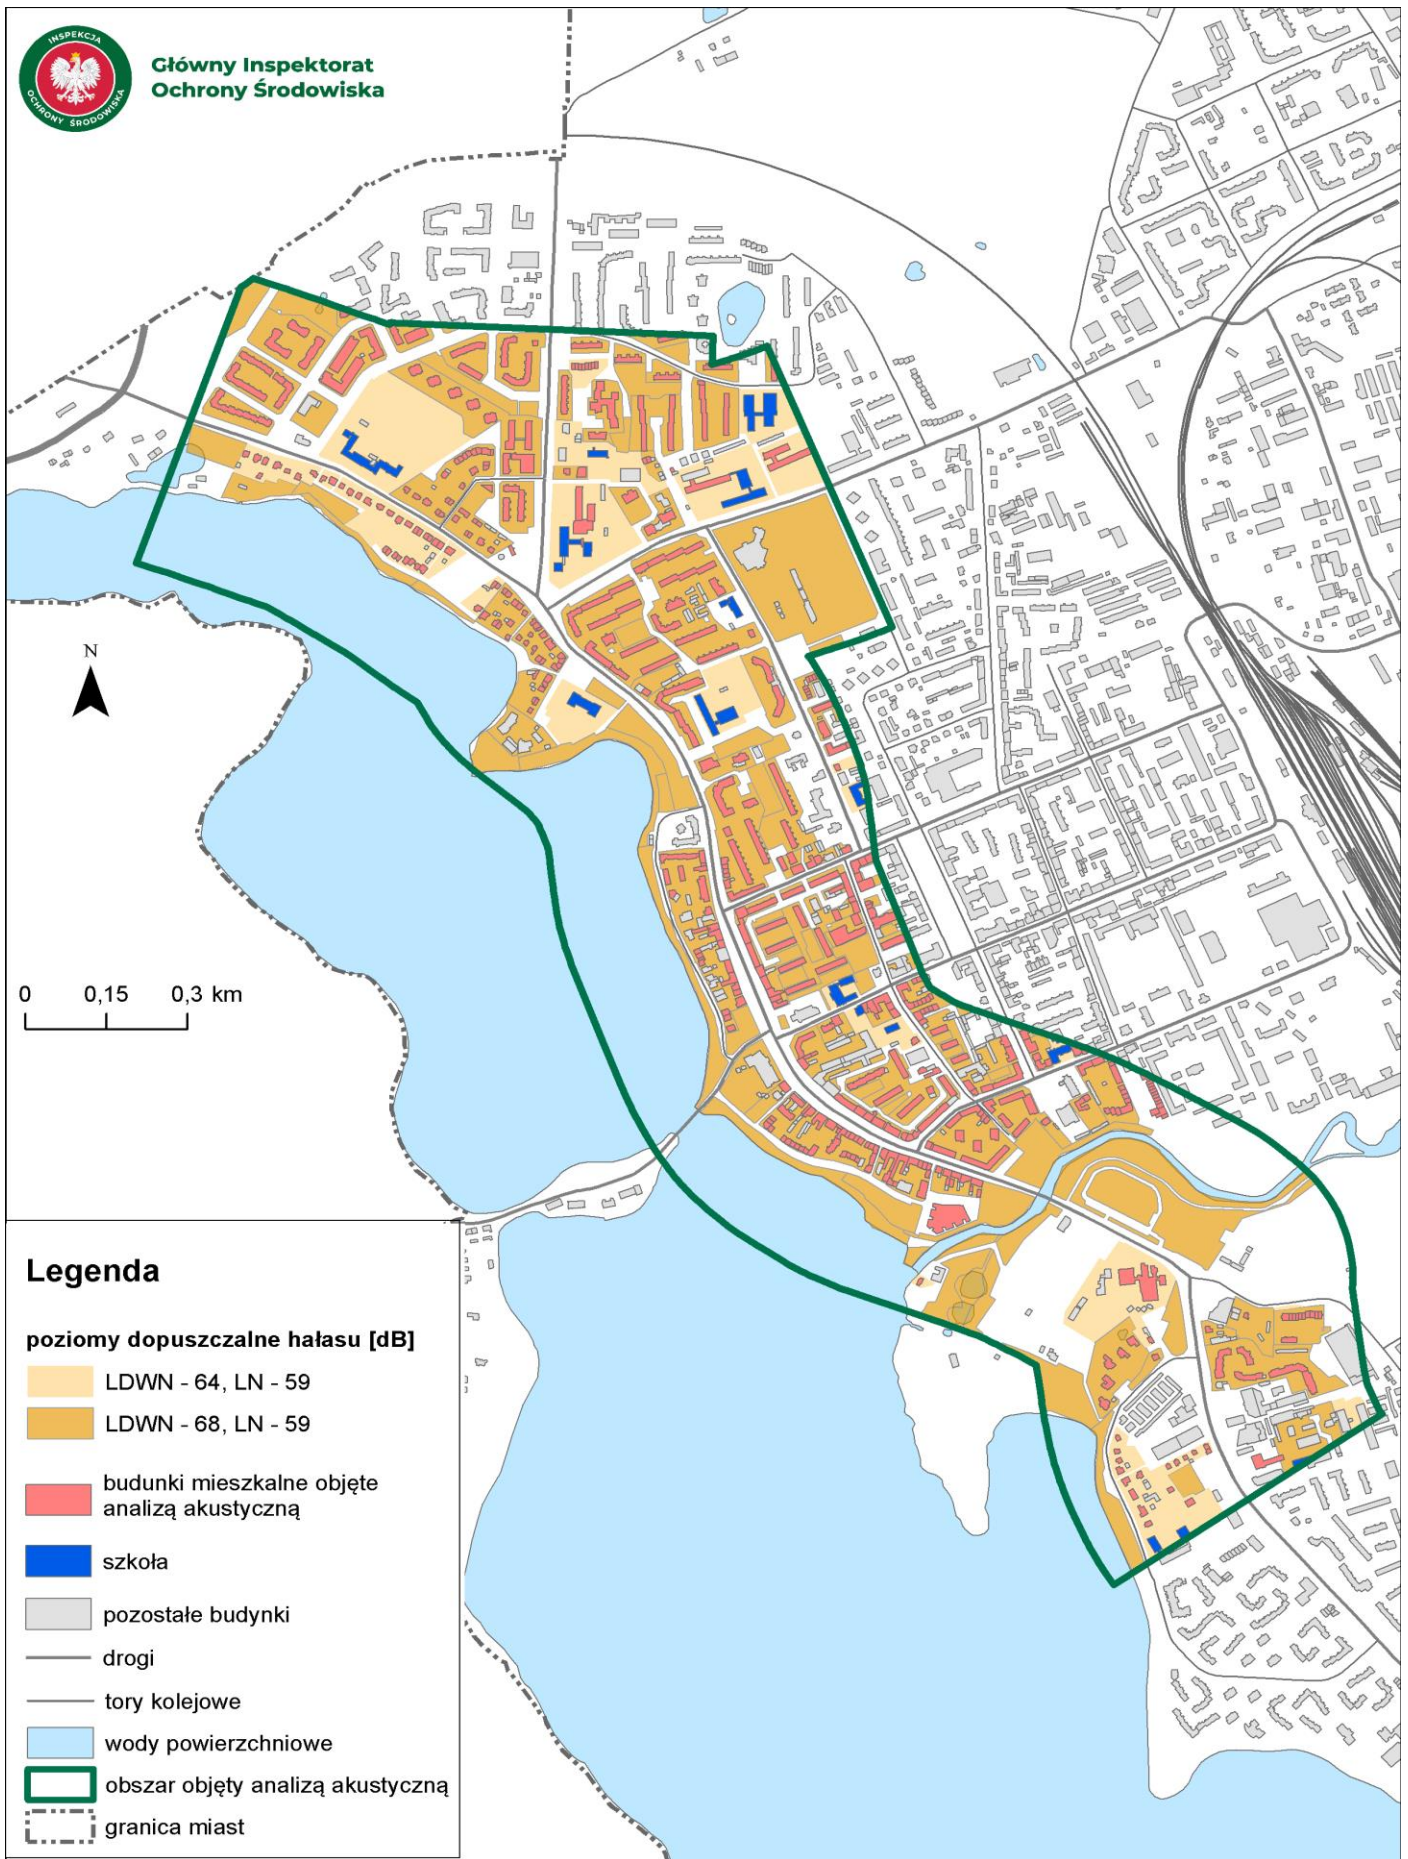 INSPEKCJA
OCHRONY ŚRODOWISKA
Główny Inspektorat
Ochrony Środowiska
N
0 0,15 0,3 km
Legenda
poziomy dopuszczalne hałasu [dB]
LDWN - 64, LN - 59
LDWN - 68, LN - 59
budunki mieszkalne objęte
analizą akustyczną
szkoła
pozostałe budynki
drogi
tory kolejowe
wody powierzchniowe
obszar objęty analizą akustyczną
granica miast